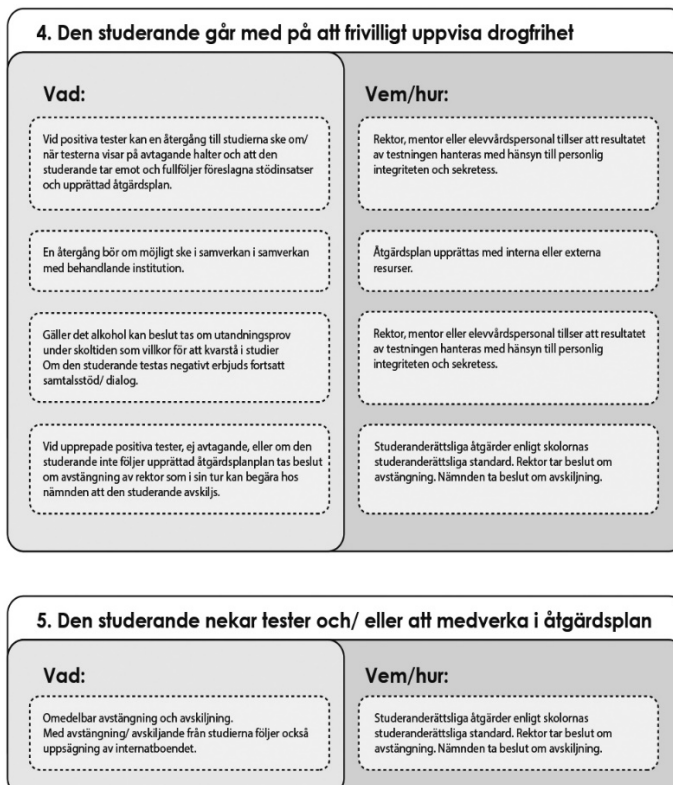 4. Den studerande går med på att frivilligt uppvisa drogfrihet
Vad:
Vid positiva tester kan en återgång till studierna ske om/
när testerna visar på avtagande halter och att den
studerande tar emot och fullföljer föreslagna stödinsatser
och upprättad åtgärdsplan.
En återgång bör om möjligt ske i samverkan i samverkan
med behandlande institution.
Gäller det alkohol kan beslut tas om utandningsprov
under skoltiden som villkor för att kvarstå i studier
Om den studerande testas negativt erbjuds fortsatt
samtalsstöd/ dialog.
Vid upprepade positiva tester, ej avtagande, eller om den
studerande inte följer upprättad åtgärdsplanplan tas beslut
om avstängning av rektor som i sin tur kan begära hos
nämnden att den studerande avskiljs.
Vem/hur:
Rektor, mentor eller elevvårdspersonal tillser att resultatet
av testningen hanteras med hänsyn till personlig
integriteten och sekretess.
Åtgärdsplan upprättas med interna eller externa
resurser.
Rektor, mentor eller elevvårdspersonal tillser att resultatet
av testningen hanteras med hänsyn till personlig
integriteten och sekretess.
Studeranderättsliga åtgärder enligt skolornas
studeranderättsliga standard. Rektor tar beslut om
avstängning. Nämnden ta beslut om avskiljning.
5. Den studerande nekar tester och/ eller att medverka i åtgärdsplan
Vad:
Omedelbar avstängning och avskiljning.
Med avstängning/ avskiljande från studierna följer också
uppsägning av internatboendet.
Vem/hur:
Studeranderättsliga åtgärder enligt skolornas
studeranderättsliga standard. Rektor tar beslut om
avstängning. Nämnden ta beslut om avskiljning.